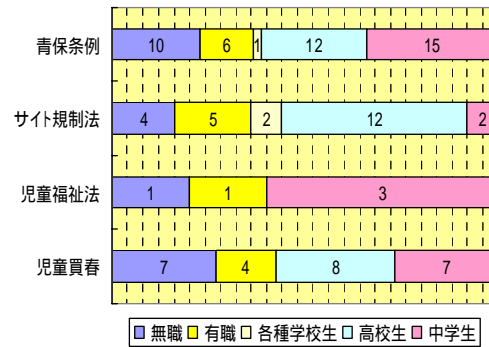 青保条例 10 6 1 12 15
サイト規制法 4 5 2 12 2
児童福祉法 1 1 3
児童買春 7 4 8 7
無職 有職 各種学校生 高校生 中学生